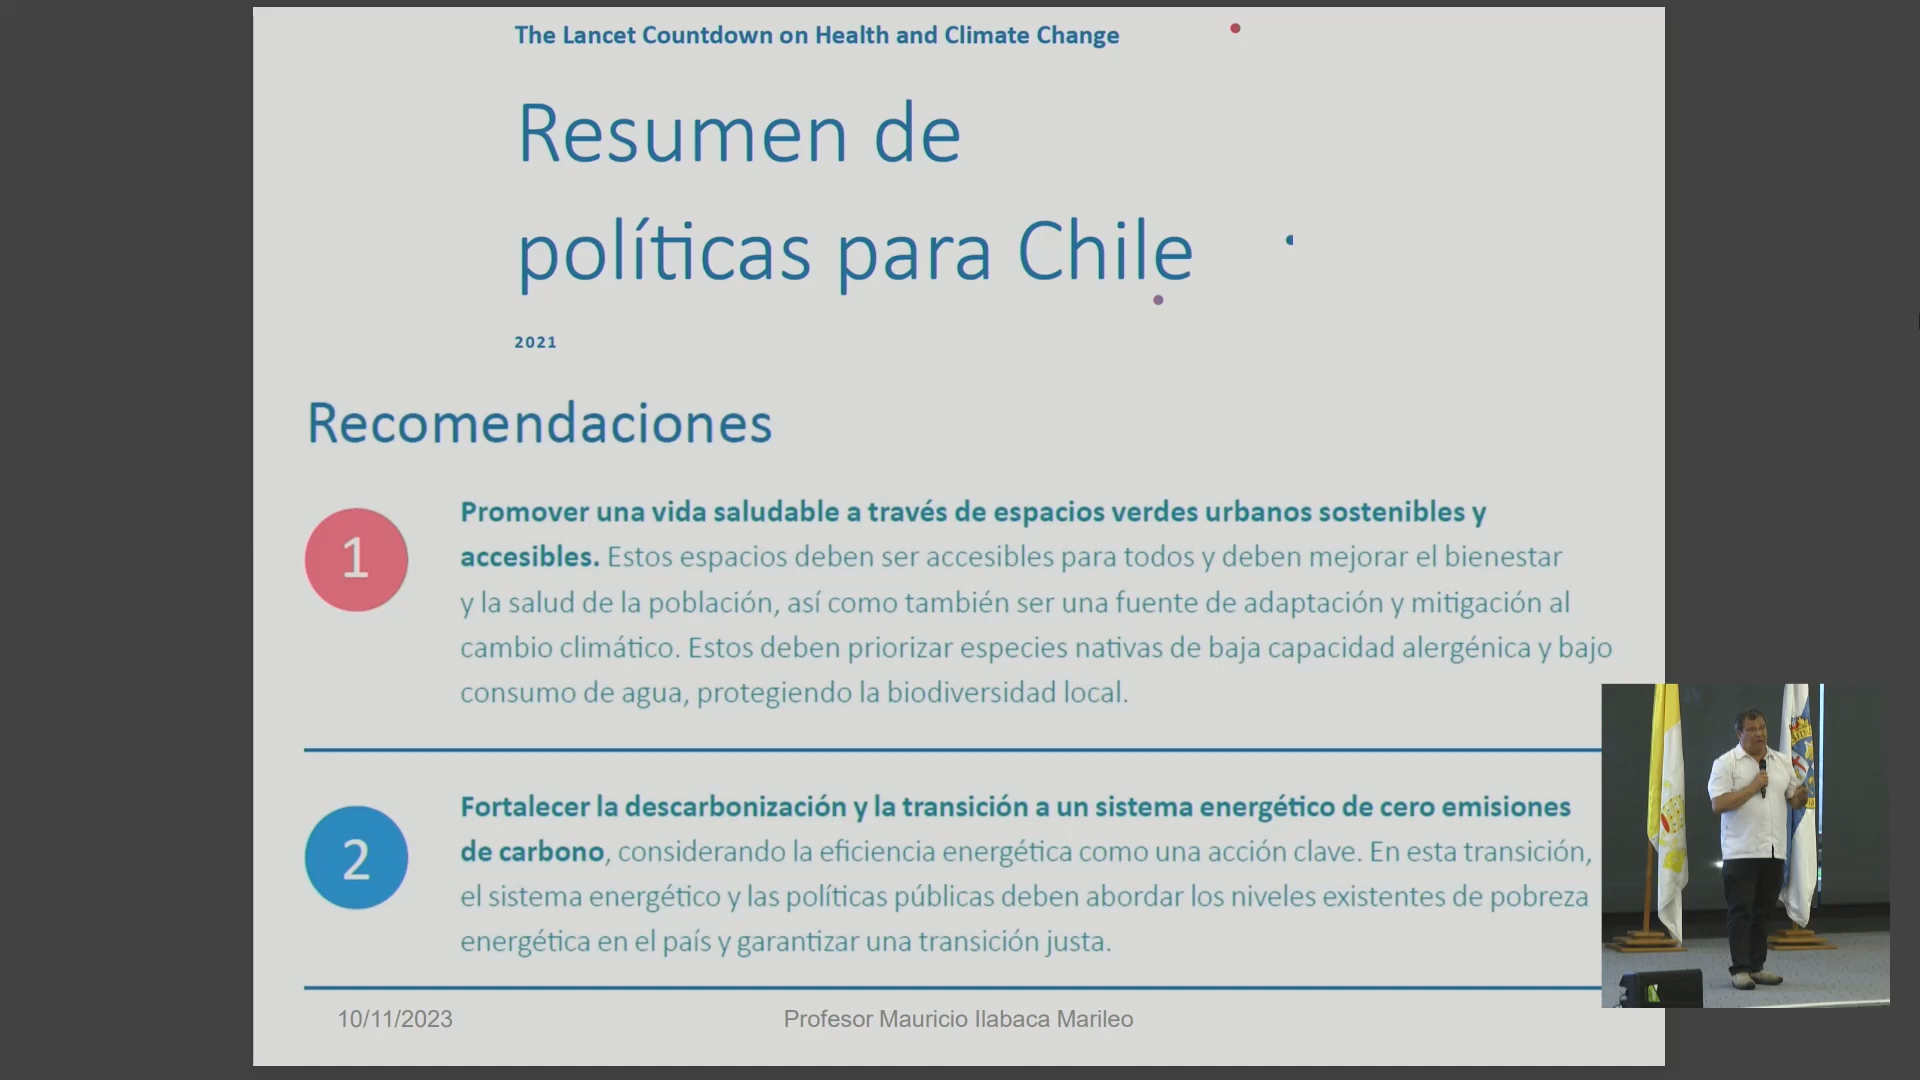 The Lancet Countdown on Health and Climate Change
Resumen de
políticas para Chile
2021
Recomendaciones
1
Promover una vida saludable a través de espacios verdes urbanos sostenibles y
accesibles. Estos espacios deben ser accesibles para todos y deben mejorar el bienestar
y la salud de la población, así como también ser una fuente de adaptación y mitigación al
cambio climático. Estos deben priorizar especies nativas de baja capacidad alergénica y bajo
consumo de agua, protegiendo la biodiversidad local.
2
Fortalecer la descarbonización y la transición a un sistema energético de cero emisiones
de carbono, considerando la eficiencia energética como una acción clave. En esta transición,
el sistema energético y las políticas públicas deben abordar los niveles existentes de pobreza
energética en el país y garantizar una transición justa.
10/11/2023
Profesor Mauricio Ilabaca Marileo